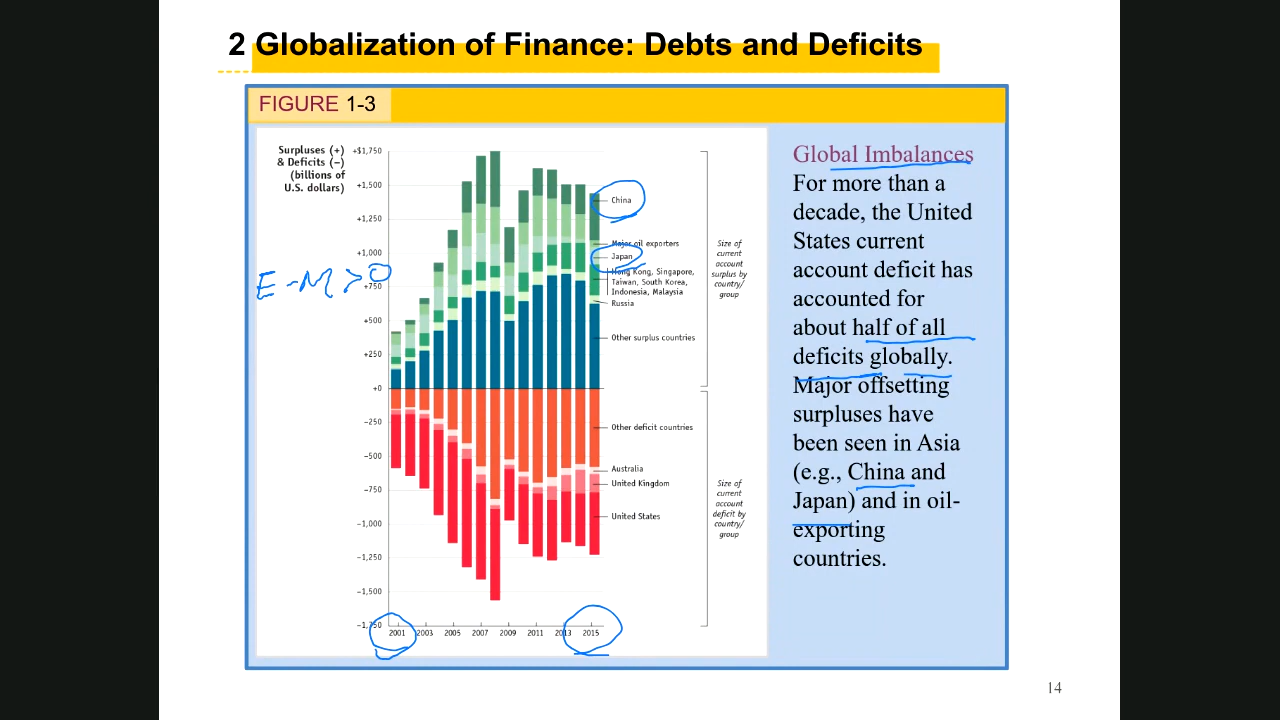 2 Globalization of Finance: Debts and Deficits
FIGURE 1-3
Surpluses (+)
& Deficits (−)
(billions of
U.S. dollars)
+$1,750
+1,500
+1,250
+1,000
+750
+500
+250
+0
−250
−500
−750
−1,000
−1,250
−1,500
−1,750
E-M>0
China
Major oil exporters
Japan
Hong Kong, Singapore,
Taiwan, South Korea,
Indonesia, Malaysia
Russia
Other surplus countries
Size of
current
account
surplus by
country/
group
Other deficit countries
Australia
United Kingdom
United States
Size of
current
account
deficit by
country/
group
2001 2003 2005 2007 2009 2011 2013 2015
Global Imbalances
For more than a
decade, the United
States current
account deficit has
accounted for
about half of all
deficits globally.
Major offsetting
surpluses have
been seen in Asia
(e.g., China and
Japan) and in oil-
exporting
countries.
14